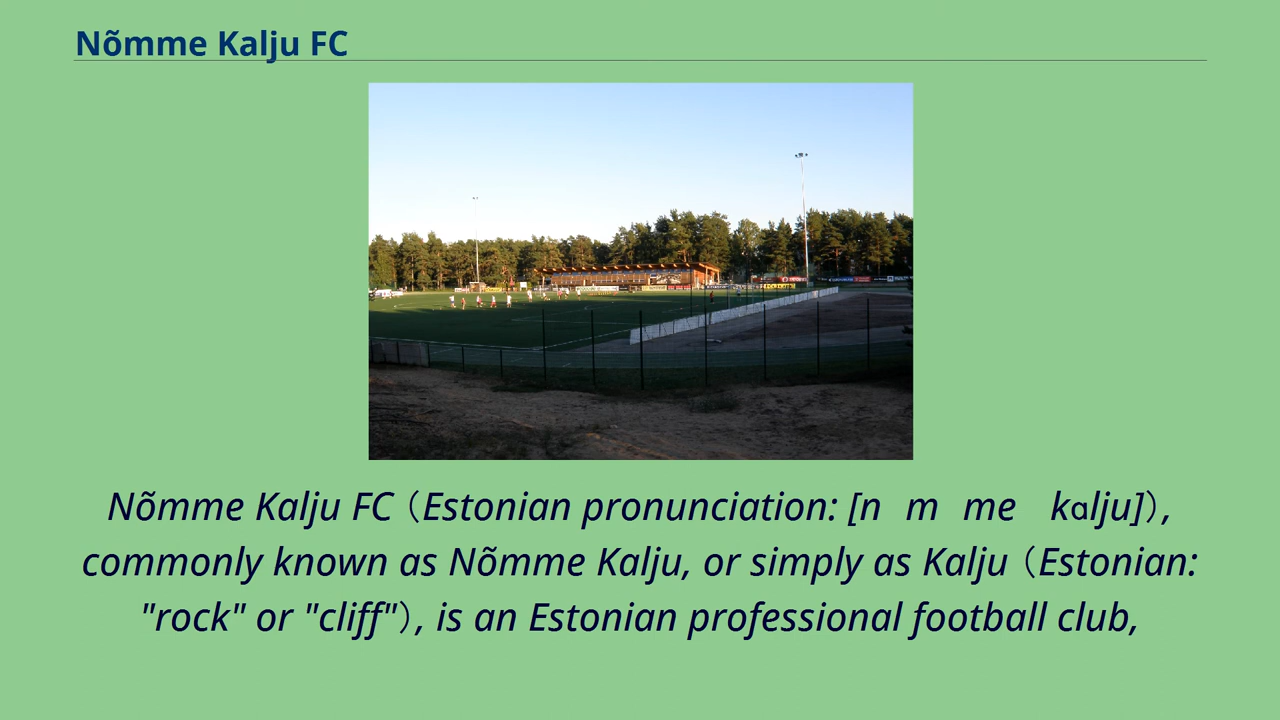 Nõmme Kalju FC
Nõmme Kalju FC（Estonian pronunciation: [n m me kɑlju]）,
commonly known as Nõmme Kalju, or simply as Kalju（Estonian:
"rock" or "cliff"）, is an Estonian professional football club,